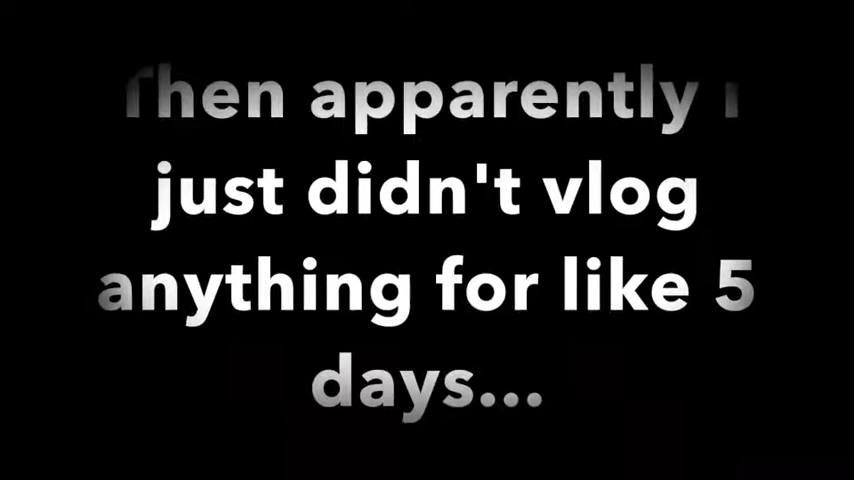 Then apparently I
just didn't vlog
anything for like 5
days...